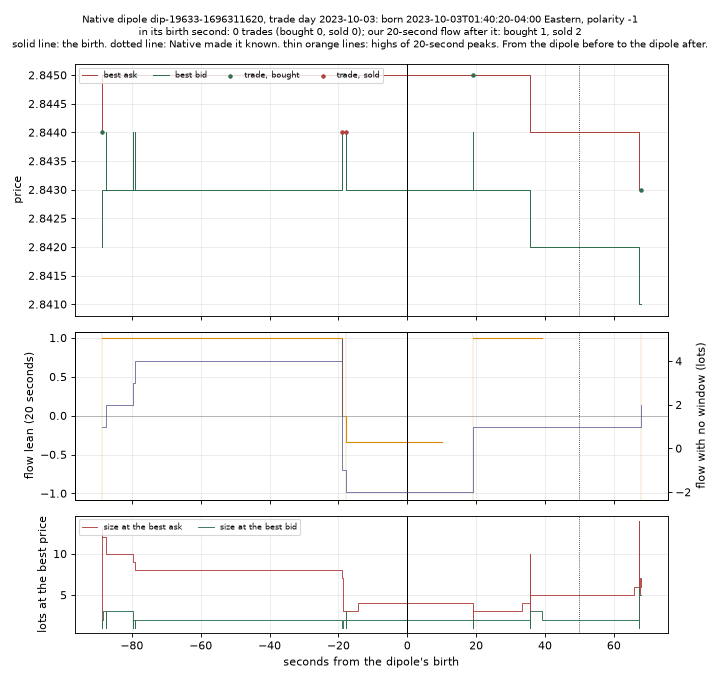 Native dipole dip-19633-1696311620, trade day 2023-10-03: born 2023-10-03T01:40:20-04:00 Eastern, polarity -1
in its birth second: 0 trades (bought 0, sold 0); our 20-second flow after it: bought 1, sold 2
solid line: the birth. dotted line: Native made it known. thin orange lines: highs of 20-second peaks. From the dipole before to the dipole after.
best ask best bid trade, bought trade, sold
2.8450
2.8445
2.8440
2.8435
2.8430
2.8425
2.8420
2.8415
2.8410
price
1.0
0.5
0.0
−0.5
−1.0
flow lean (20 seconds)
4
2
0
−2
flow with no window (lots)
size at the best ask size at the best bid
10
5
lots at the best price
−80 −60 −40 −20 0 20 40 60
seconds from the dipole's birth